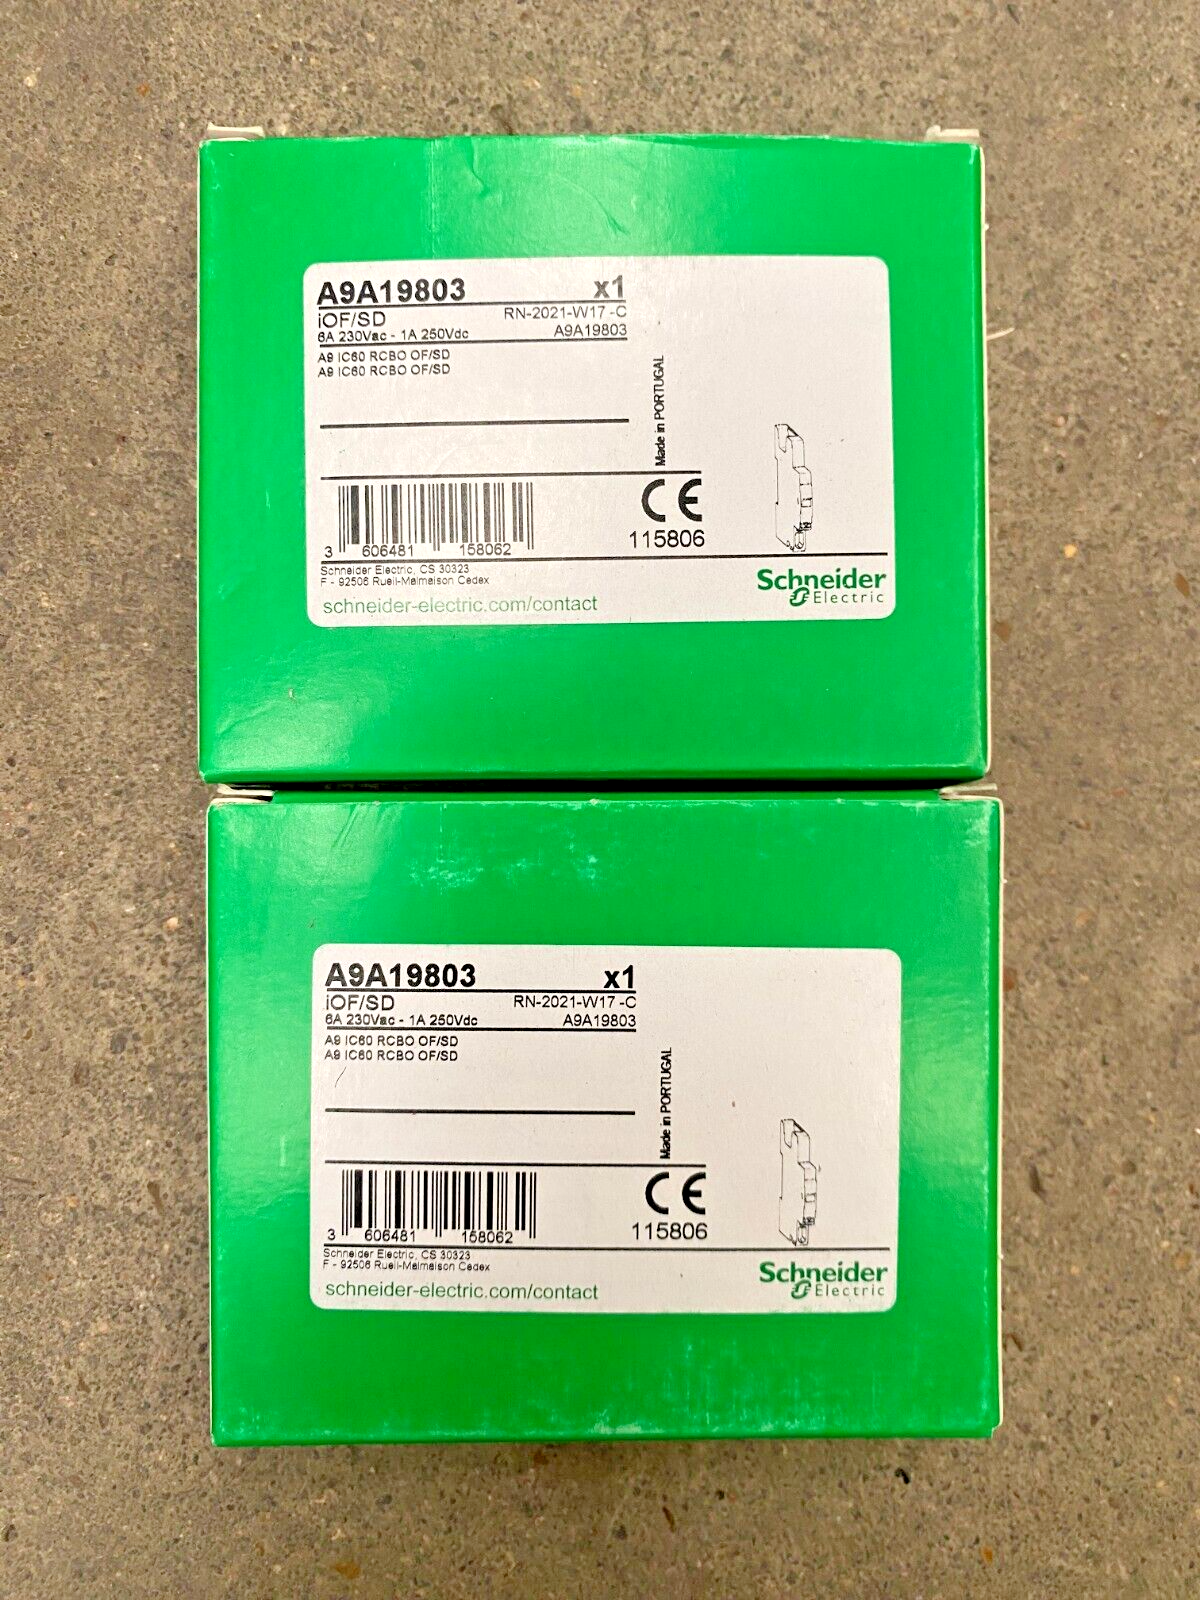 A9A19803 x1
iOF/SD RN-2021-W17 -C
6A 230Vac - 1A 250Vdc A9A19803
A9 IC60 RCBO OF/SD
A9 IC60 RCBO OF/SD
Made in PORTUGAL
CE
115806
3 606481 158062
Schneider Electric, CS 30323
F - 92506 Rueil-Malmaison Cedex
schneider-electric.com/contact
Schneider
Electric
A9A19803 x1
iOF/SD RN-2021-W17 -C
6A 230Vac - 1A 250Vdc A9A19803
A9 IC60 RCBO OF/SD
A9 IC60 RCBO OF/SD
Made in PORTUGAL
CE
115806
3 606481 158062
Schneider Electric, CS 30323
F - 92506 Rueil-Malmaison Cedex
schneider-electric.com/contact
Schneider
Electric